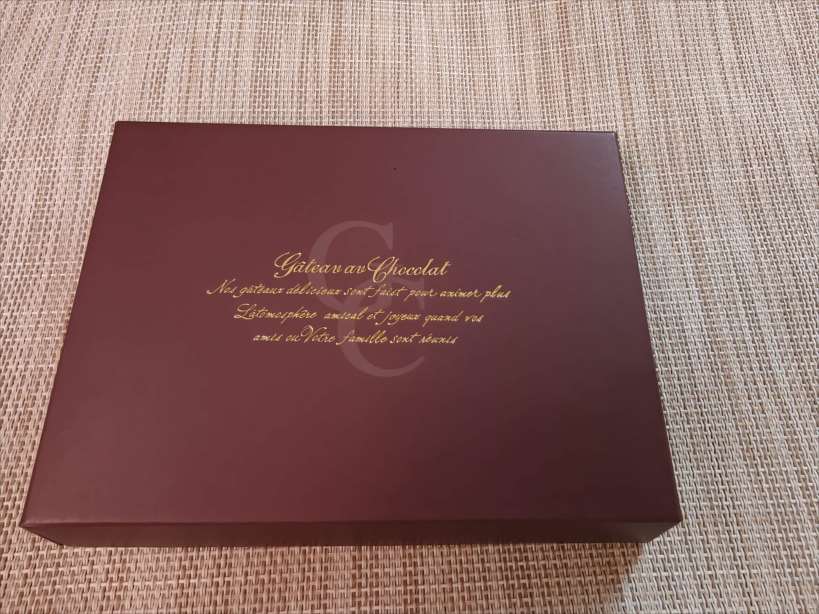 Gâteau au Chocolat
Nos gâteaux délicieux sont faist pour animer plus
L'atomosphère amical et joyeux quand vos
amis ou Votre famille sont réunis
CC